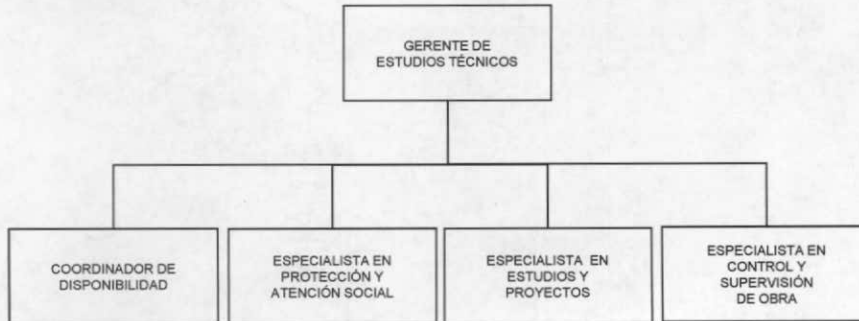 GERENTE DE
ESTUDIOS TÉCNICOS
COORDINADOR DE
DISPONIBILIDAD
ESPECIALISTA EN
PROTECCIÓN Y
ATENCIÓN SOCIAL
ESPECIALISTA EN
ESTUDIOS Y
PROYECTOS
ESPECIALISTA EN
CONTROL Y
SUPERVISIÓN
DE OBRA